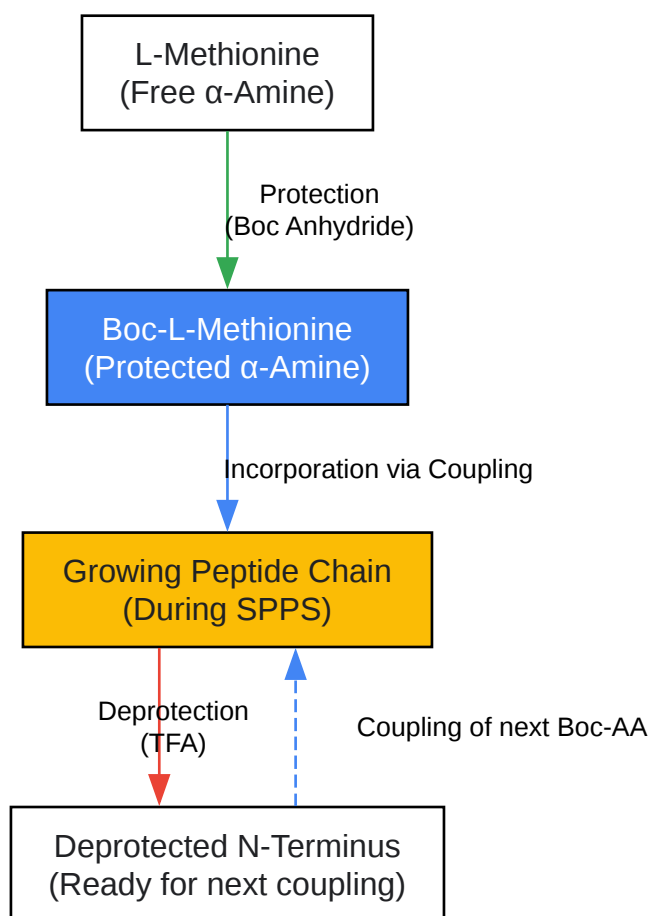 L-Methionine
(Free α-Amine)
Protection
(Boc Anhydride)
Boc-L-Methionine
(Protected α-Amine)
Incorporation via Coupling
Growing Peptide Chain
(During SPPS)
Deprotection
(TFA)
Coupling of next Boc-AA
Deprotected N-Terminus
(Ready for next coupling)